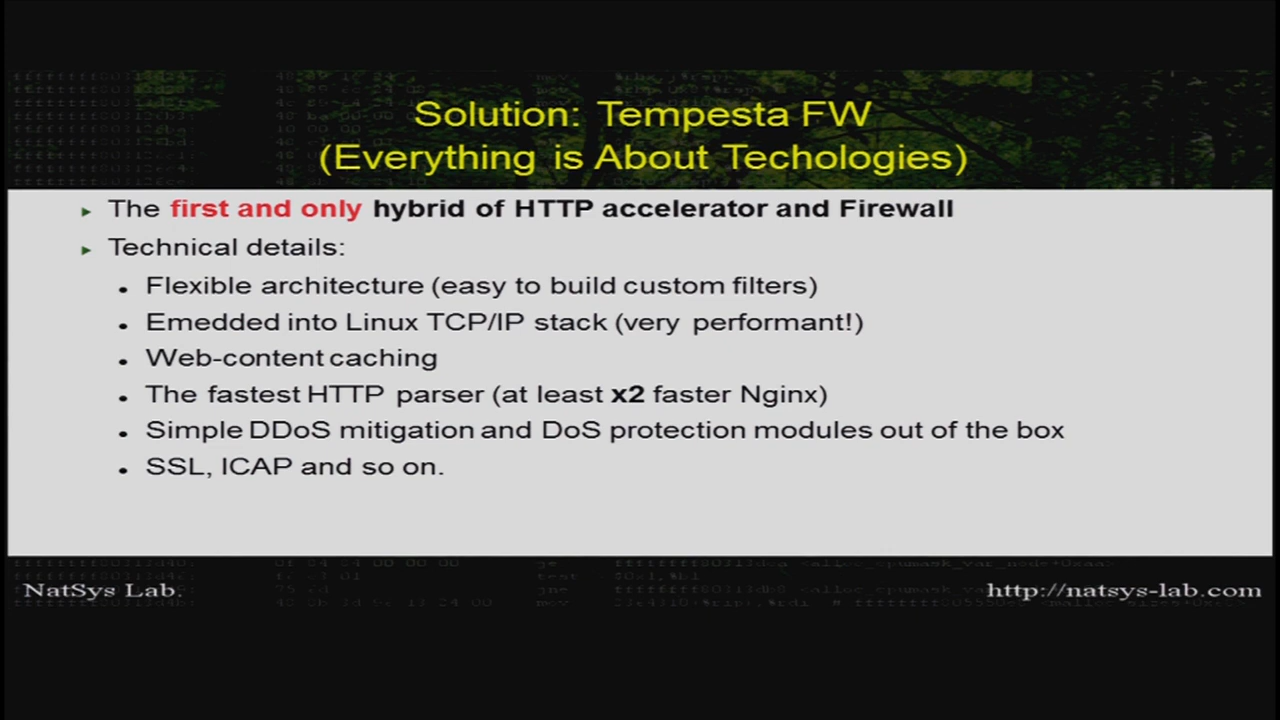 Solution: Tempesta FW
(Everything is About Techologies)
The first and only hybrid of HTTP accelerator and Firewall
Technical details:
Flexible architecture (easy to build custom filters)
Emedded into Linux TCP/IP stack (very performant!)
Web-content caching
The fastest HTTP parser (at least x2 faster Nginx)
Simple DDoS mitigation and DoS protection modules out of the box
SSL, ICAP and so on.
NatSys Lab.
http://natsys-lab.com